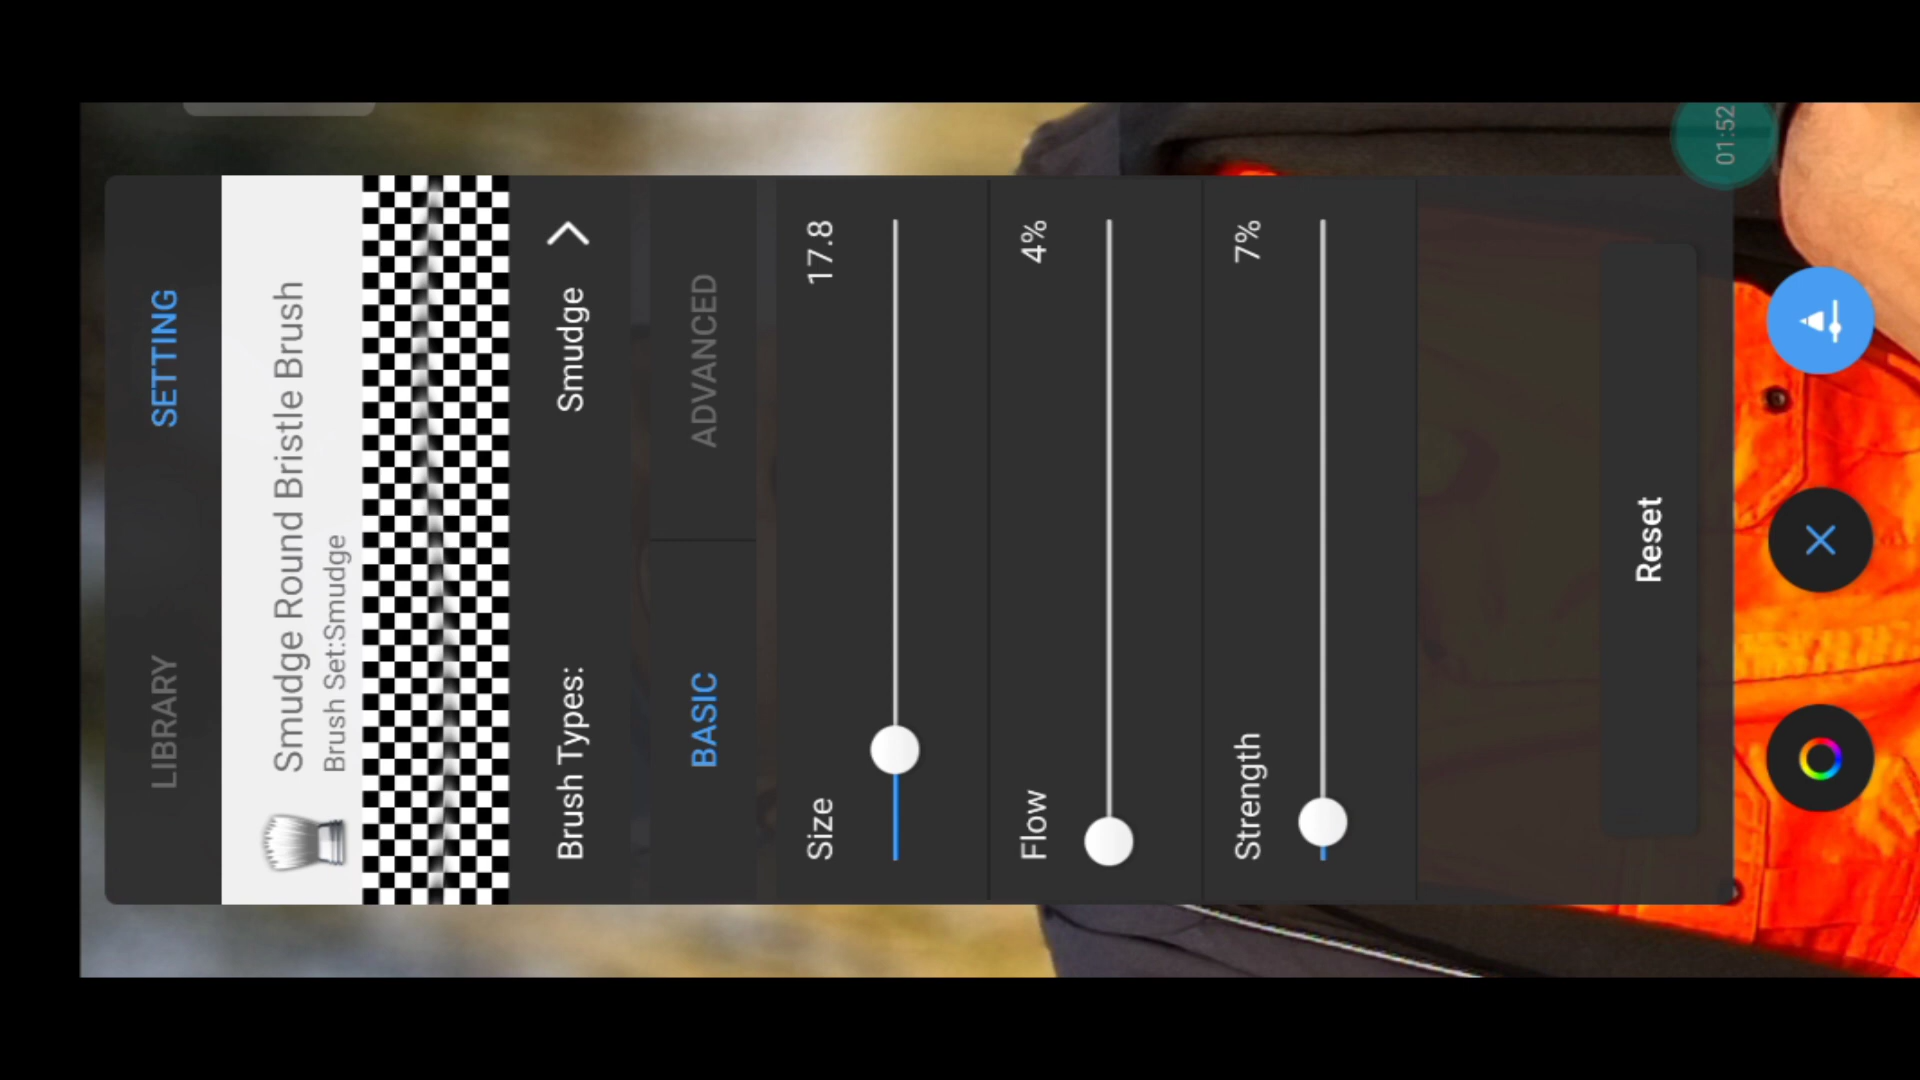 01:52
LIBRARY SETTING
Smudge Round Bristle Brush
Brush Set:Smudge
Brush Types: Smudge
BASIC ADVANCED
Size 17.8
Flow 4%
Strength 7%
Reset